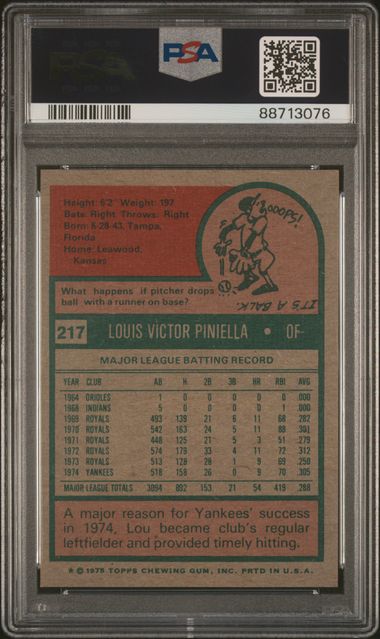 PSA
PSA
88713076
Height: 6'2" Weight: 197
Bats: Right Throws: Right
Born: 8-28-43, Tampa,
Florida
Home: Leawood,
Kansas
OOOPS!
IT'S A BALK.
What happens if pitcher drops
ball with a runner on base?
217 LOUIS VICTOR PINIELLA • OF-
MAJOR LEAGUE BATTING RECORD
YEAR CLUB AB H 2B 3B HR RBI AVG
1964 ORIOLES 1 0 0 0 0 0 .000
1968 INDIANS 5 0 0 0 0 1 .000
1969 ROYALS 493 139 21 6 11 68 .282
1970 ROYALS 542 163 24 5 11 88 .301
1971 ROYALS 448 125 21 5 3 51 .279
1972 ROYALS 574 179 33 4 11 72 .312
1973 ROYALS 513 128 28 1 9 69 .250
1974 YANKEES 518 158 26 0 9 70 .305
MAJOR LEAGUE TOTALS 3094 892 153 21 54 419 .288
A major reason for Yankees' success
in 1974, Lou became club's regular
leftfielder and provided timely hitting.
* © 1975 TOPPS CHEWING GUM, INC. PRTD IN U.S.A.